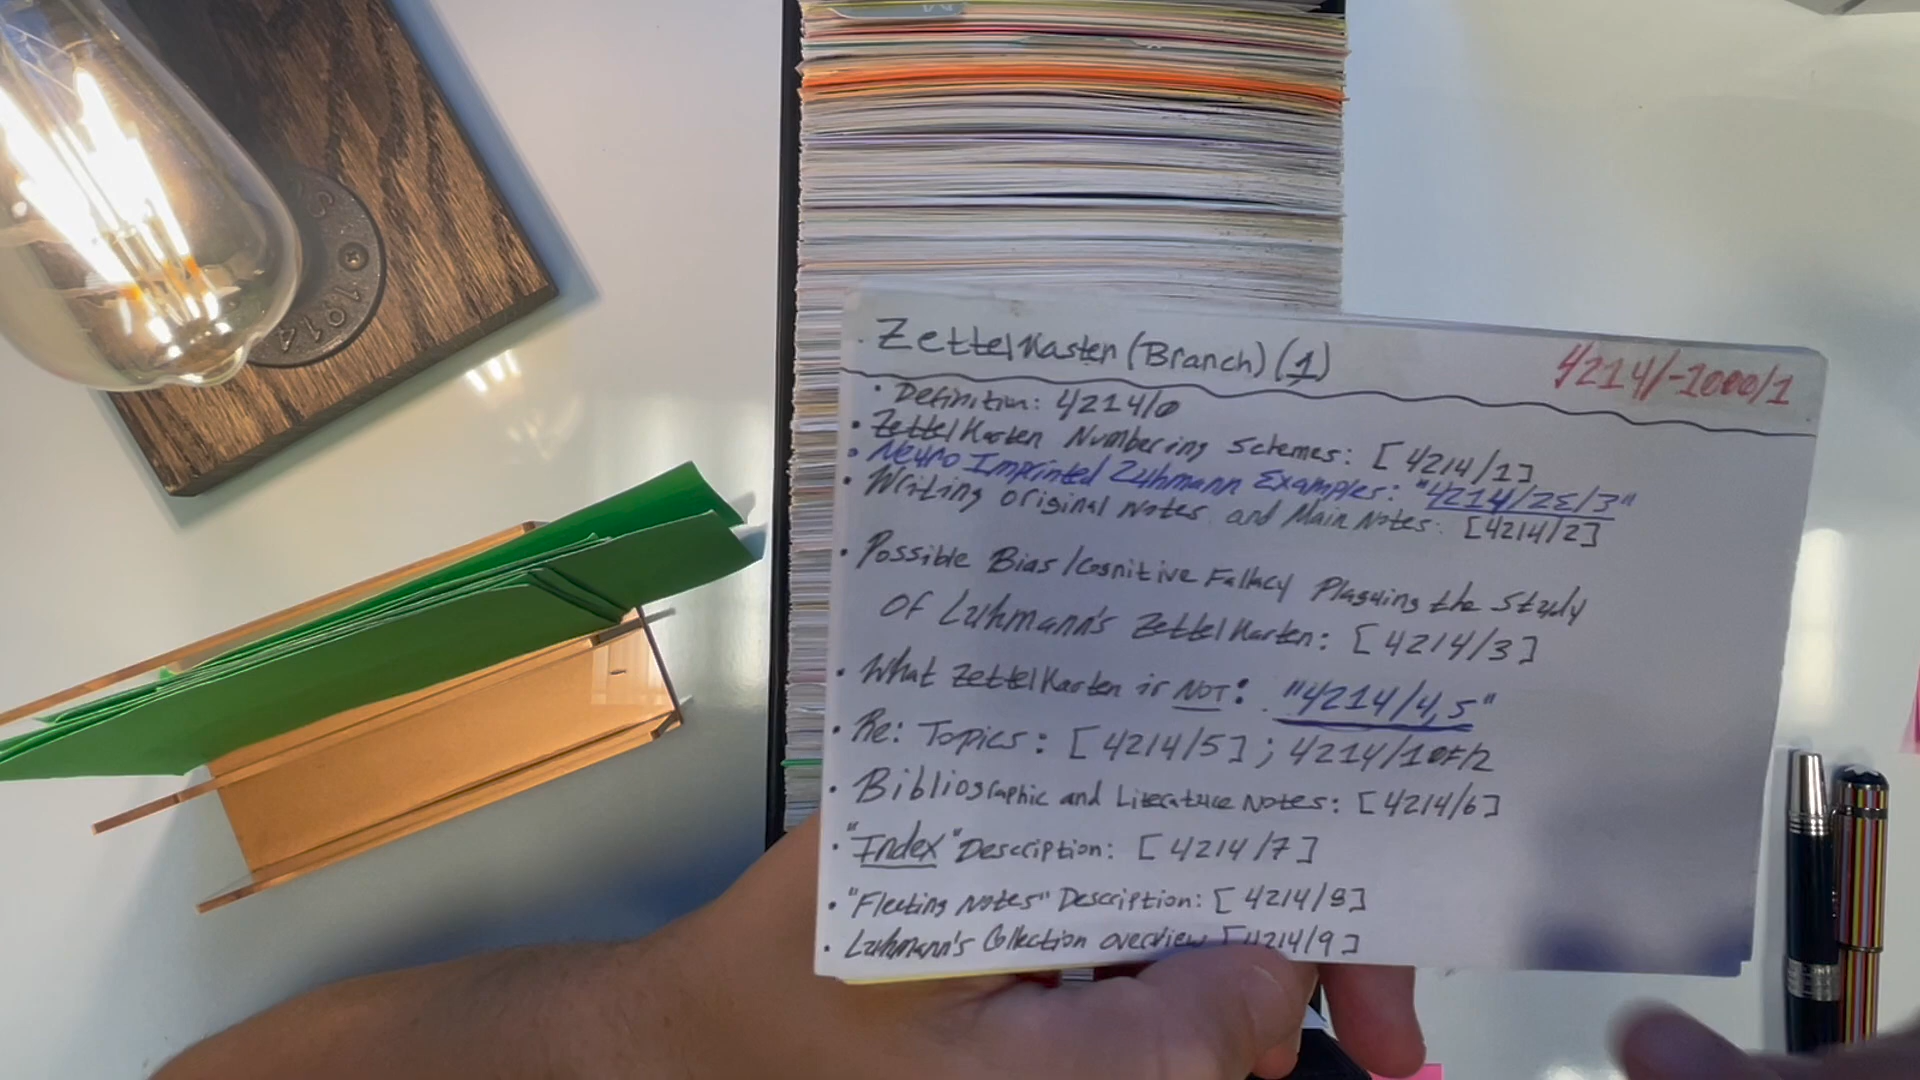 Zettelkasten (Branch) (1) 4214/-1000/1
• Definition: 4214/0
• Zettelkasten Numbering Schemes: [4214/1]
• Neuro Imprinted Luhmann Examples: "4214/2E/3"
• Writing Original Notes and Main Notes: [4214/2]
• Possible Bias/Cognitive Fallacy Plaguing the Study
Of Luhmann's Zettelkasten: [4214/3]
• What Zettelkasten is NOT: "4214/4,5"
• Re: Topics: [4214/5]; 4214/10F/2
• Bibliographic and Literature Notes: [4214/6]
• "Index" Description: [4214/7]
• "Fleeting Notes" Description: [4214/8]
• Luhmann's Collection overview [4214/9]
1914